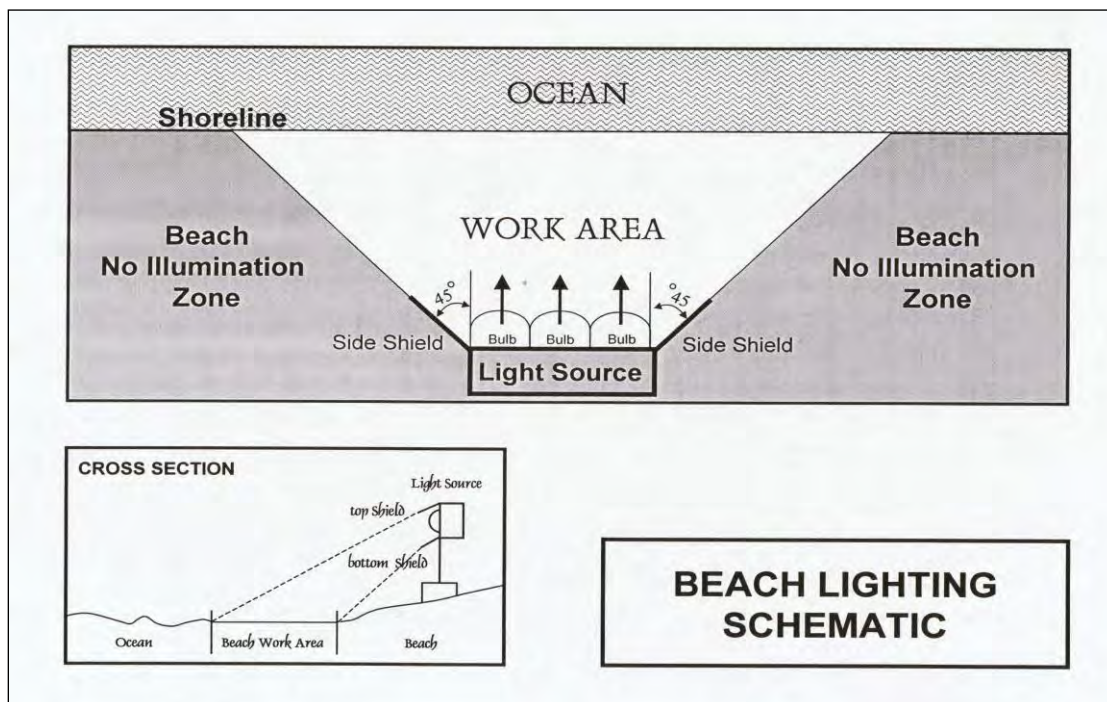 OCEAN
Shoreline
WORK AREA
Beach
No Illumination
Zone
Beach
No Illumination
Zone
45°
°45
Side Shield
Bulb
Bulb
Bulb
Side Shield
Light Source
CROSS SECTION
Light Source
top Shield
bottom Shield
Ocean
Beach Work Area
Beach
BEACH LIGHTING
SCHEMATIC